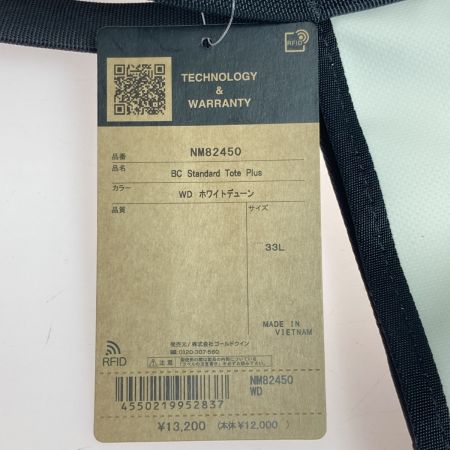 RFID
TECHNOLOGY
&
WARRANTY
品番 NM82450
品名 BC Standard Tote Plus
カラー WD ホワイトデューン
品質 サイズ
33L
MADE IN
VIETNAM
発売元／株式会社ゴールドウイン
☎0120-307-560
RFID
⚠注意
NM82450
WD
4550219952837
¥13,200 (本体¥12,000)